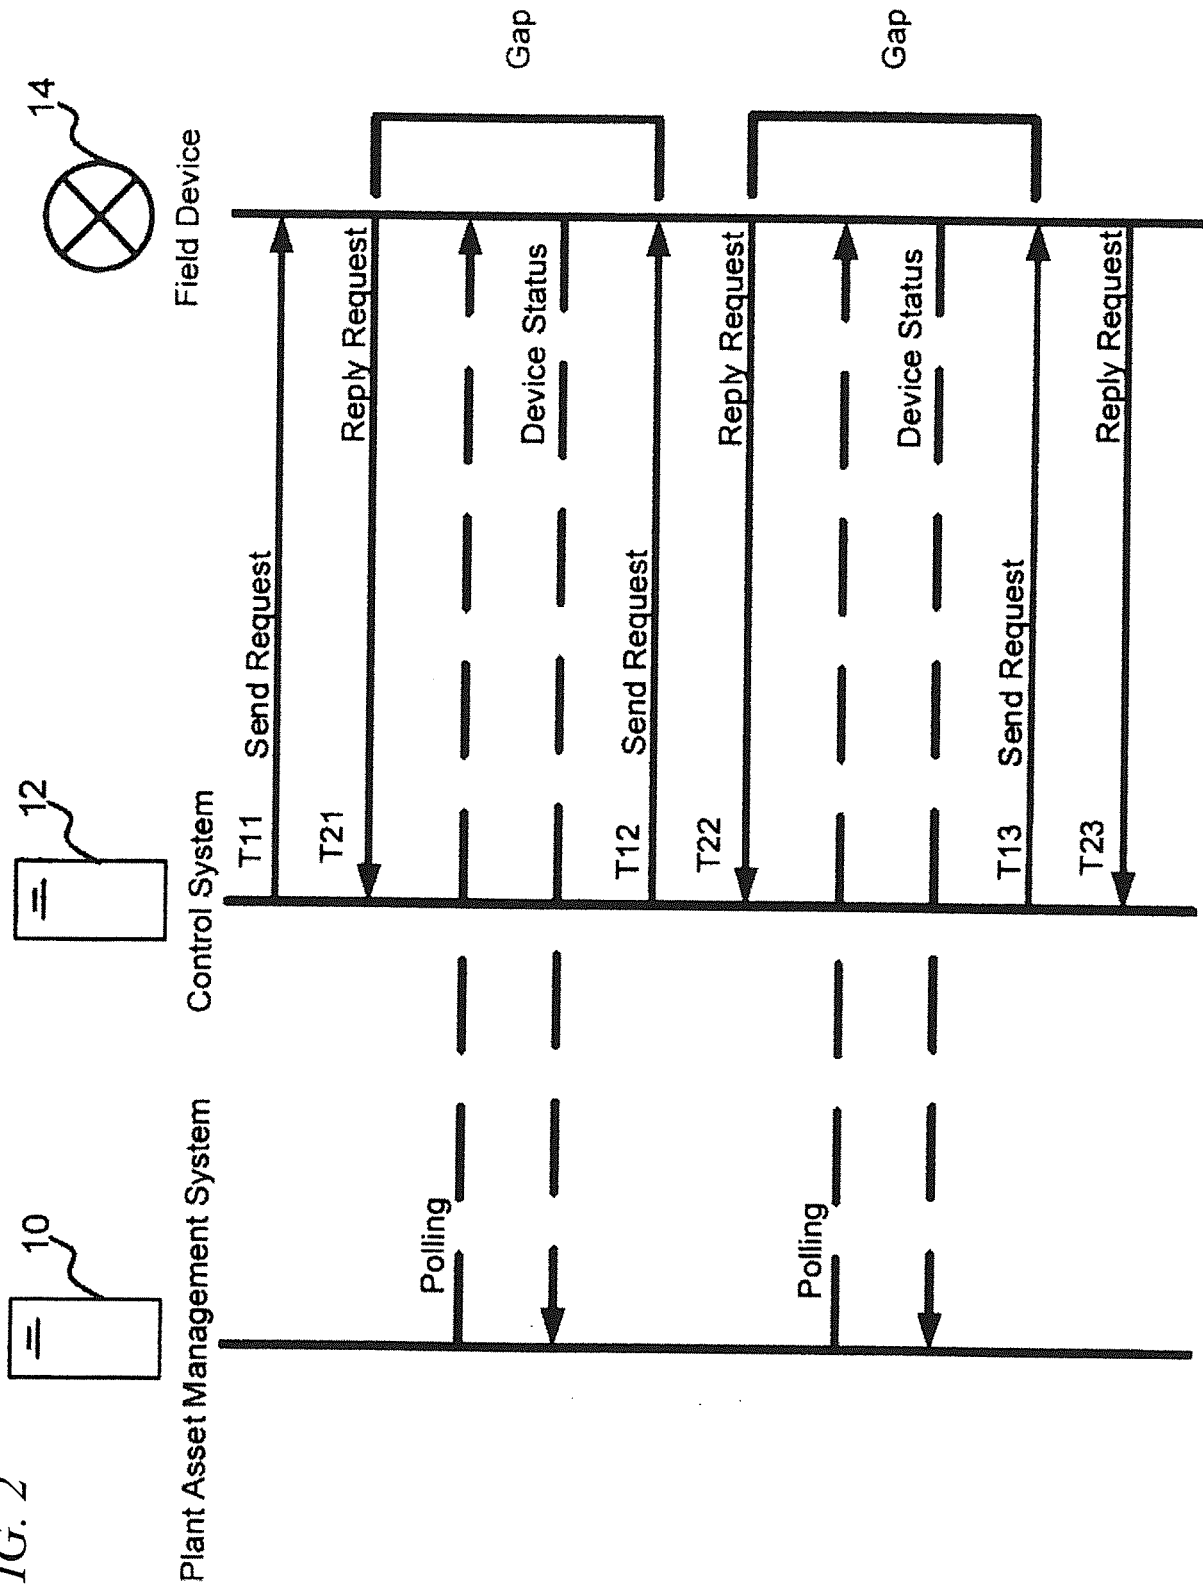 IG. 2
10
12
14
Plant Asset Management System
Control System
Field Device
T11
Send Request
T21
Reply Request
Polling
Device Status
Gap
T12
Send Request
T22
Reply Request
Polling
Device Status
Gap
T13
Send Request
T23
Reply Request